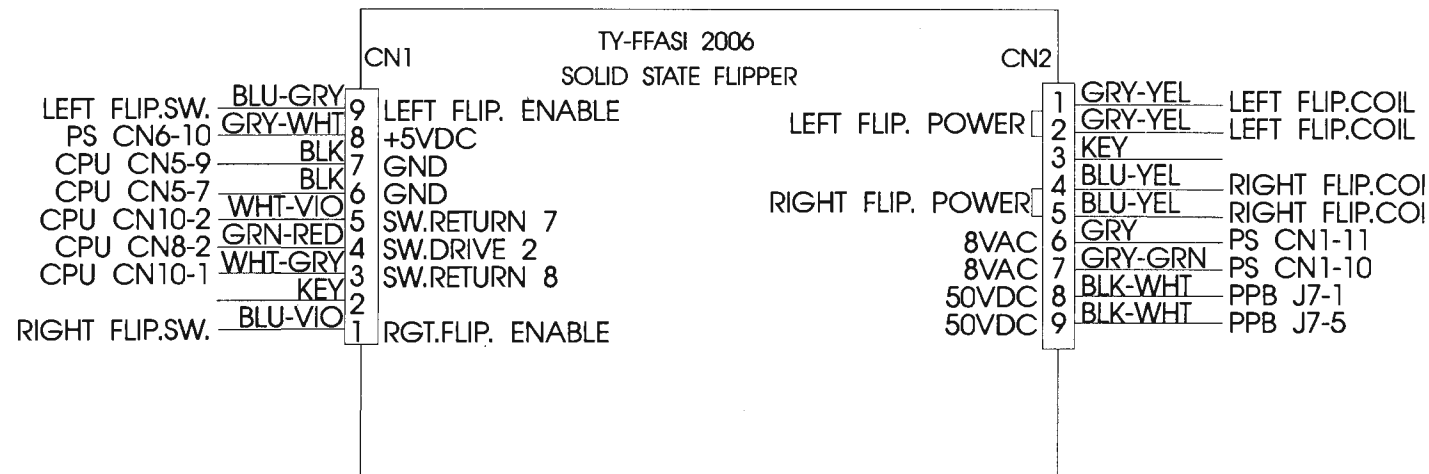 TY-FFASI 2006
SOLID STATE FLIPPER
CN1
LEFT FLIP.SW. BLU-GRY 9 LEFT FLIP. ENABLE
PS CN6-10 GRY-WHT 8 +5VDC
CPU CN5-9 BLK 7 GND
CPU CN5-7 BLK 6 GND
CPU CN10-2 WHT-VIO 5 SW.RETURN 7
CPU CN8-2 GRN-RED 4 SW.DRIVE 2
CPU CN10-1 WHT-GRY 3 SW.RETURN 8
KEY 2
RIGHT FLIP.SW. BLU-VIO 1 RGT.FLIP. ENABLE
CN2
1 GRY-YEL LEFT FLIP.COIL
LEFT FLIP. POWER 2 GRY-YEL LEFT FLIP.COIL
3 KEY
4 BLU-YEL RIGHT FLIP.COI
RIGHT FLIP. POWER 5 BLU-YEL RIGHT FLIP.COI
8VAC 6 GRY PS CN1-11
8VAC 7 GRY-GRN PS CN1-10
50VDC 8 BLK-WHT PPB J7-1
50VDC 9 BLK-WHT PPB J7-5